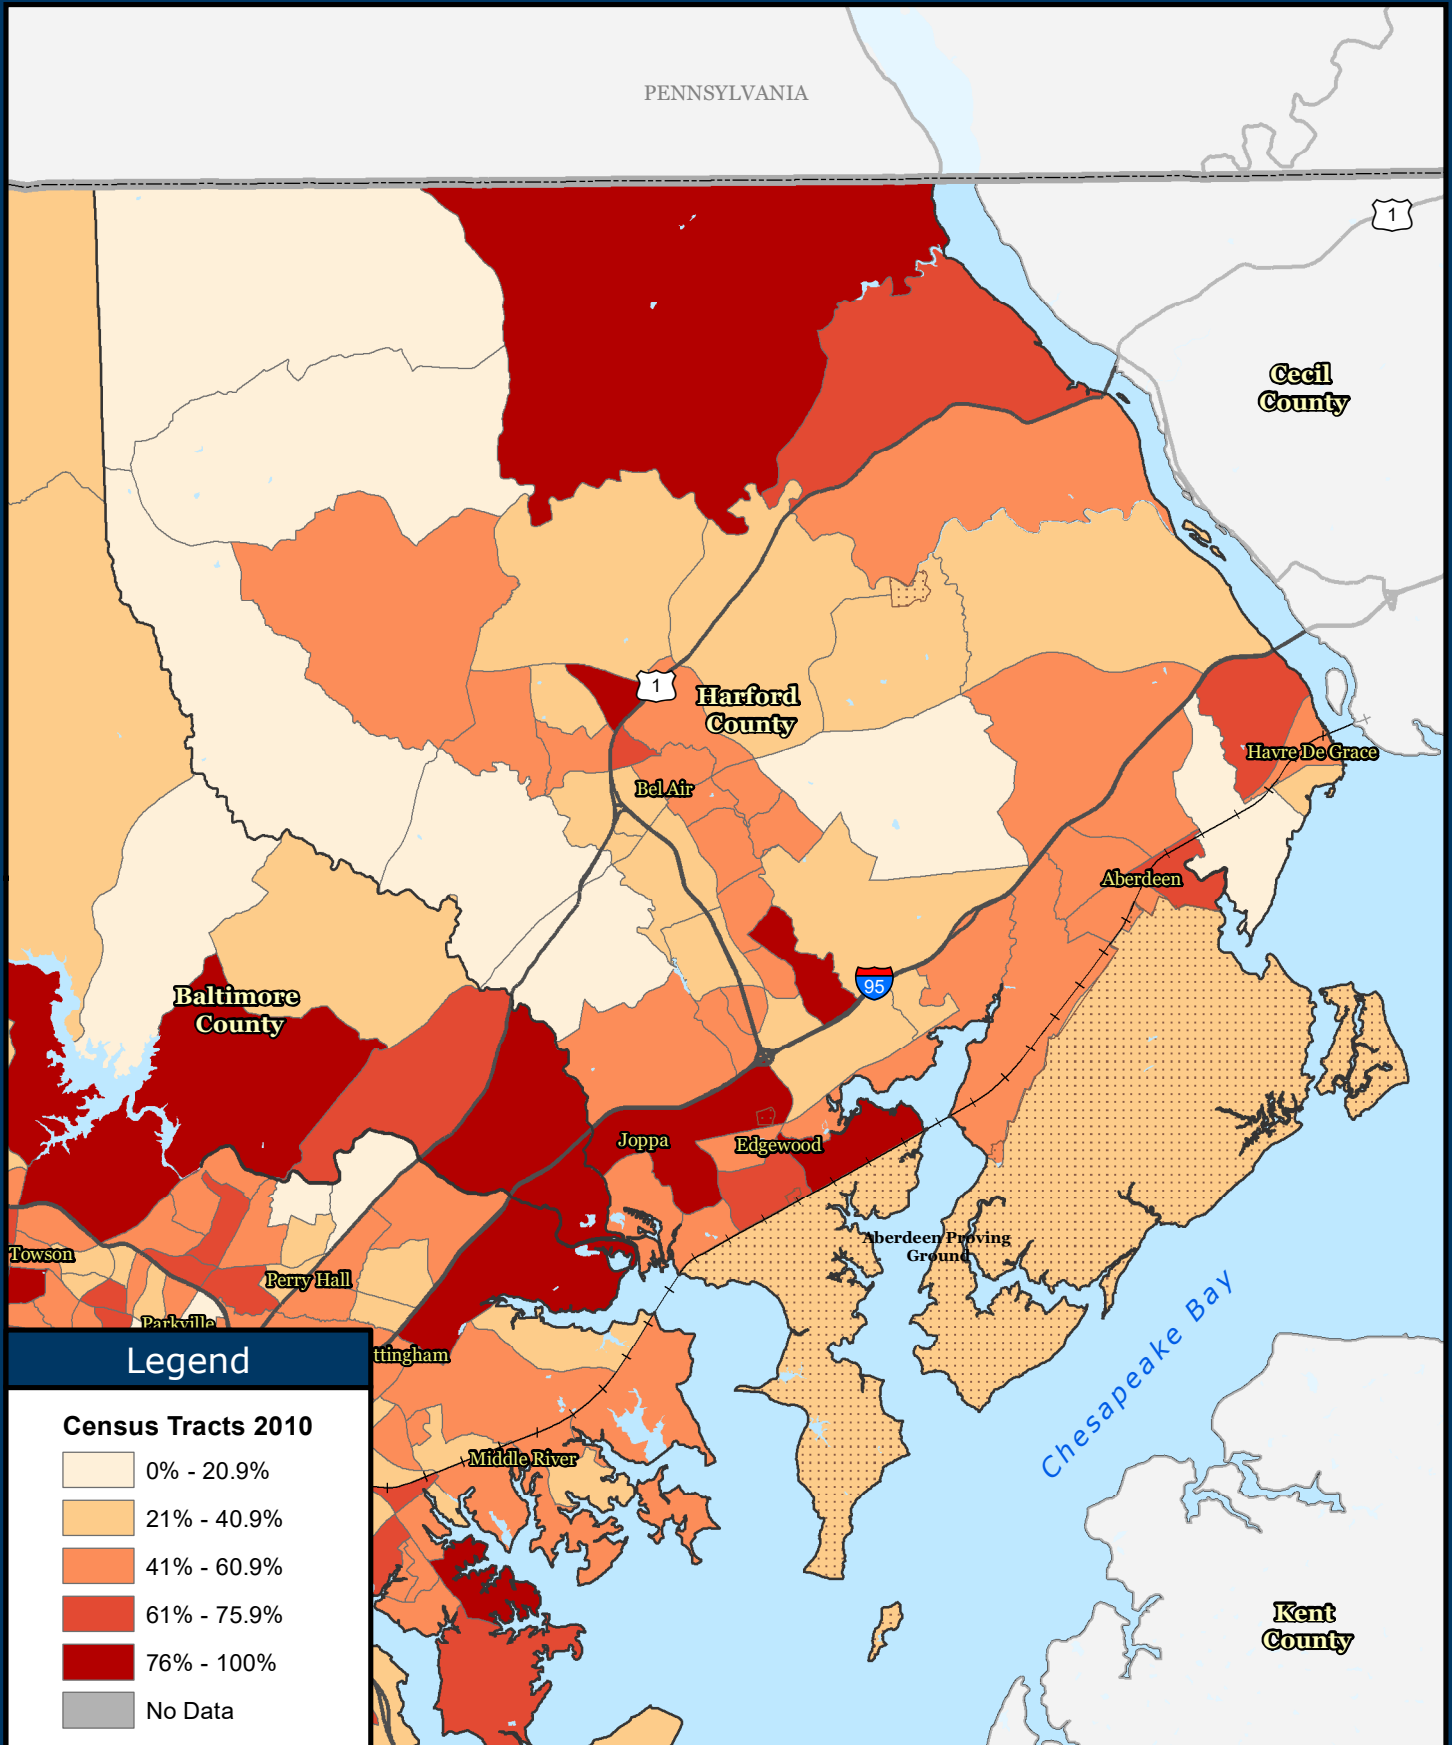 PENNSYLVANIA
1
Cecil
County
1
Harford
County
Havre De Grace
Bel Air
Aberdeen
95
Baltimore
County
Joppa
Edgewood
Aberdeen Proving
Ground
Towson
Perry Hall
Parkville
ttingham
Chesapeake Bay
Middle River
Kent
County
Legend
Census Tracts 2010
0% - 20.9%
21% - 40.9%
41% - 60.9%
61% - 75.9%
76% - 100%
No Data